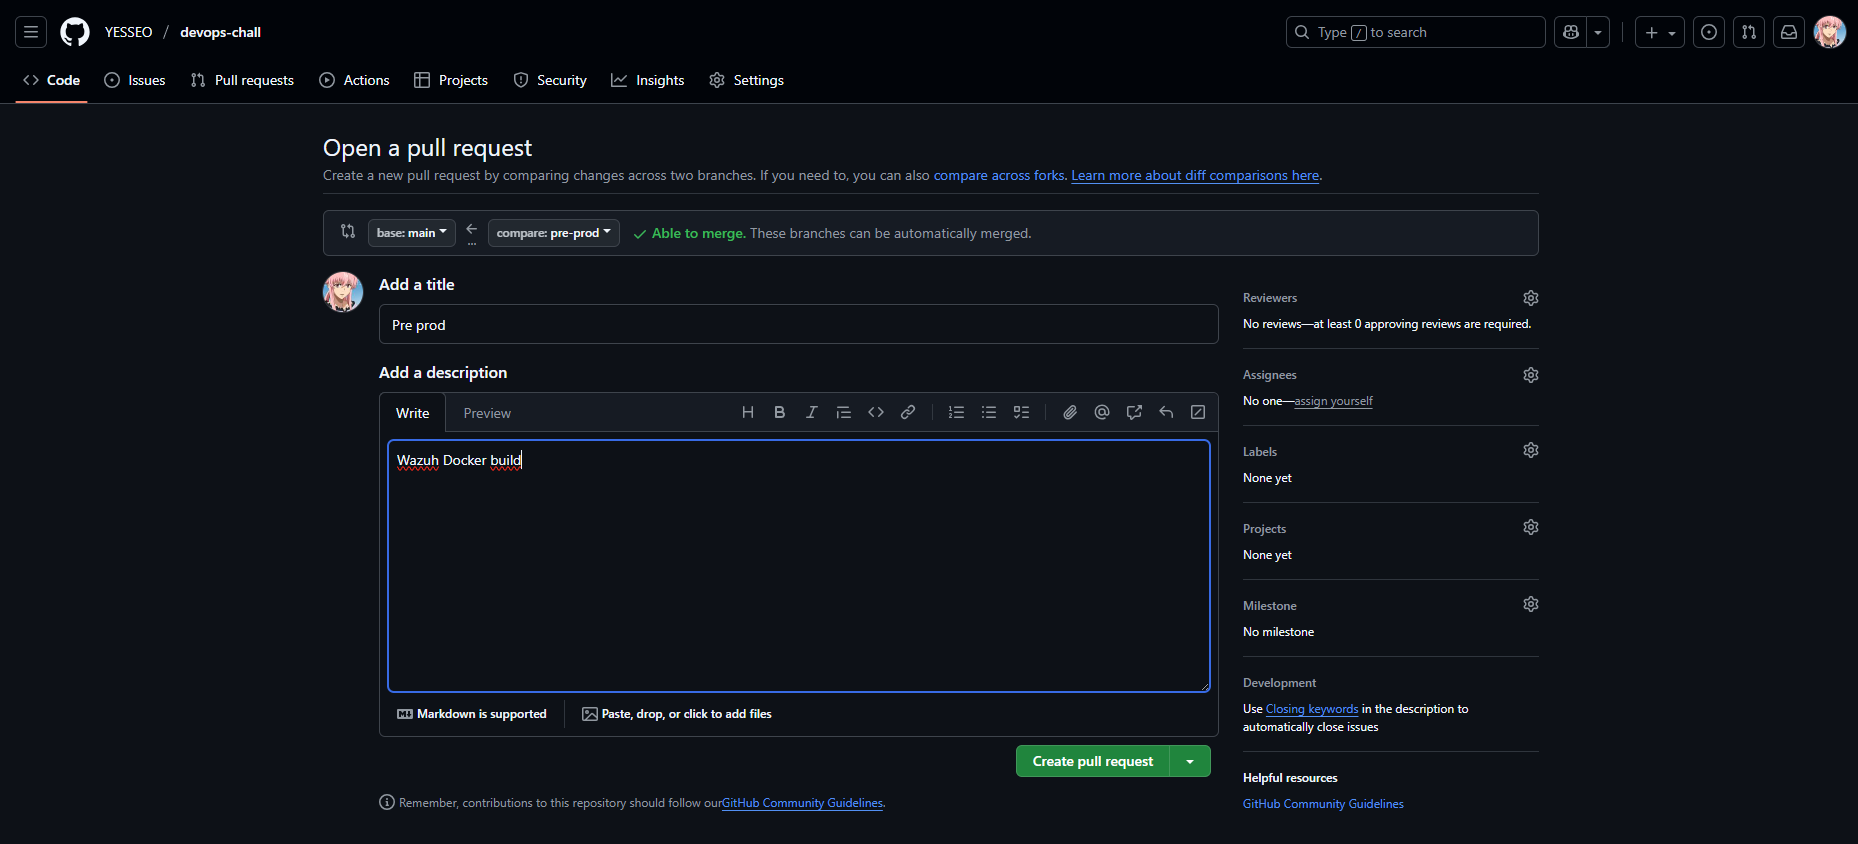 YESSEO / devops-chall
Type / to search
Code Issues Pull requests Actions Projects Security Insights Settings
Open a pull request
Create a new pull request by comparing changes across two branches. If you need to, you can also compare across forks. Learn more about diff comparisons here.
base: main ... compare: pre-prod Able to merge. These branches can be automatically merged.
Add a title
Pre prod
Add a description
Write Preview
Wazuh Docker build
Markdown is supported Paste, drop, or click to add files
Create pull request
Remember, contributions to this repository should follow our GitHub Community Guidelines.
Reviewers
No reviews—at least 0 approving reviews are required.
Assignees
No one—assign yourself
Labels
None yet
Projects
None yet
Milestone
No milestone
Development
Use Closing keywords in the description to
automatically close issues
Helpful resources
GitHub Community Guidelines